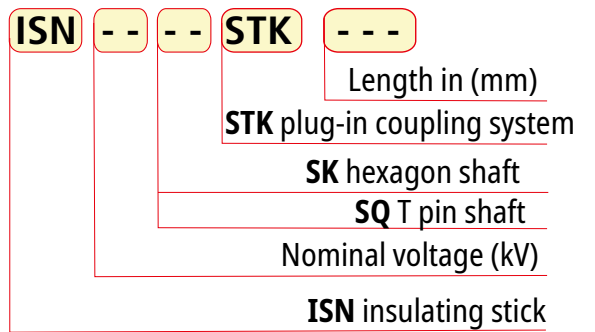 ISN - - - - STK - - -
Length in (mm)
STK plug-in coupling system
SK hexagon shaft
SQ T pin shaft
Nominal voltage (kV)
ISN insulating stick